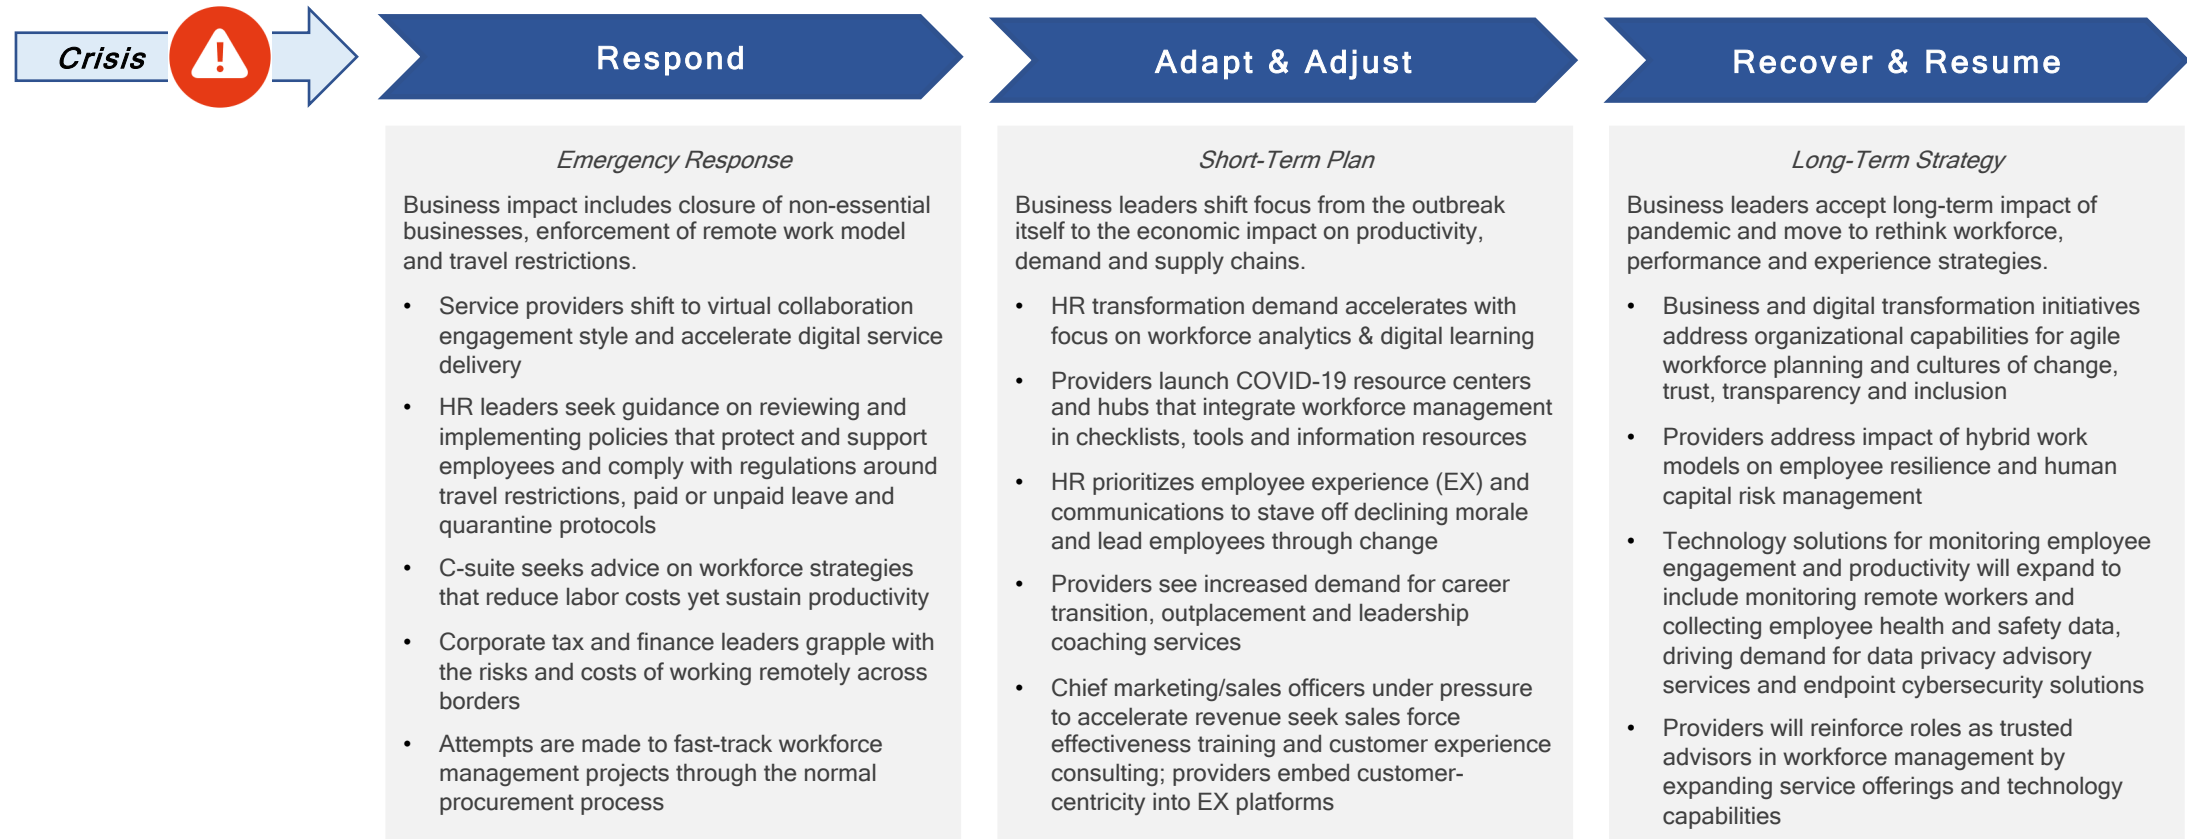 Crisis
Respond
Adapt & Adjust
Recover & Resume
Emergency Response
Business impact includes closure of non-essential
businesses, enforcement of remote work model
and travel restrictions.
• Service providers shift to virtual collaboration
engagement style and accelerate digital service
delivery
• HR leaders seek guidance on reviewing and
implementing policies that protect and support
employees and comply with regulations around
travel restrictions, paid or unpaid leave and
quarantine protocols
• C-suite seeks advice on workforce strategies
that reduce labor costs yet sustain productivity
• Corporate tax and finance leaders grapple with
the risks and costs of working remotely across
borders
• Attempts are made to fast-track workforce
management projects through the normal
procurement process
Short-Term Plan
Business leaders shift focus from the outbreak
itself to the economic impact on productivity,
demand and supply chains.
• HR transformation demand accelerates with
focus on workforce analytics & digital learning
• Providers launch COVID-19 resource centers
and hubs that integrate workforce management
in checklists, tools and information resources
• HR prioritizes employee experience (EX) and
communications to stave off declining morale
and lead employees through change
• Providers see increased demand for career
transition, outplacement and leadership
coaching services
• Chief marketing/sales officers under pressure
to accelerate revenue seek sales force
effectiveness training and customer experience
consulting; providers embed customer-
centricity into EX platforms
Long-Term Strategy
Business leaders accept long-term impact of
pandemic and move to rethink workforce,
performance and experience strategies.
• Business and digital transformation initiatives
address organizational capabilities for agile
workforce planning and cultures of change,
trust, transparency and inclusion
• Providers address impact of hybrid work
models on employee resilience and human
capital risk management
• Technology solutions for monitoring employee
engagement and productivity will expand to
include monitoring remote workers and
collecting employee health and safety data,
driving demand for data privacy advisory
services and endpoint cybersecurity solutions
• Providers will reinforce roles as trusted
advisors in workforce management by
expanding service offerings and technology
capabilities